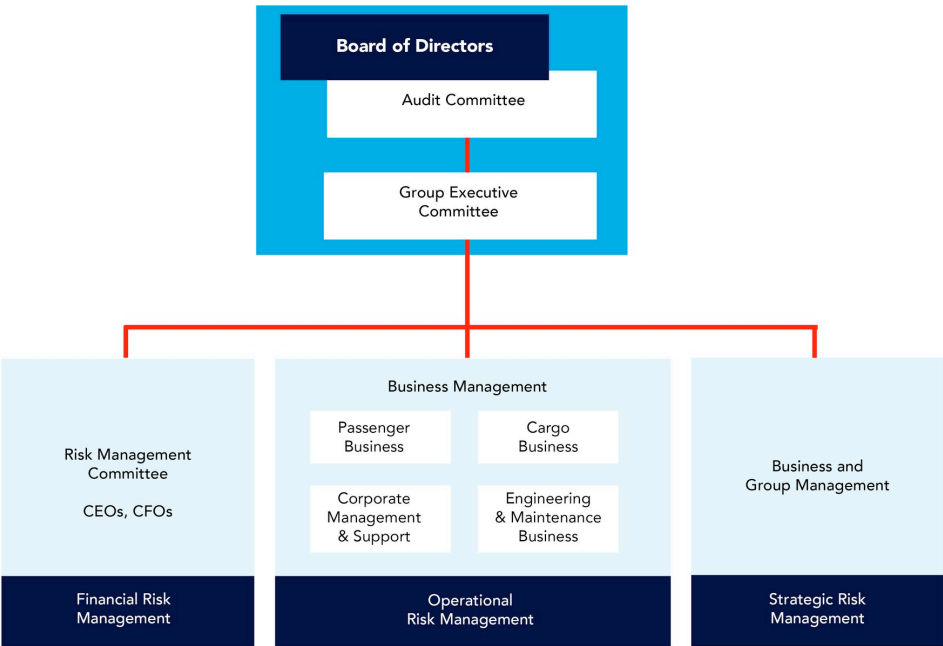 Board of Directors
Audit Committee
Group Executive
Committee
Risk Management
Committee
CEOs, CFOs
Financial Risk
Management
Business Management
Passenger
Business
Cargo
Business
Corporate
Management
& Support
Engineering
& Maintenance
Business
Operational
Risk Management
Business and
Group Management
Strategic Risk
Management